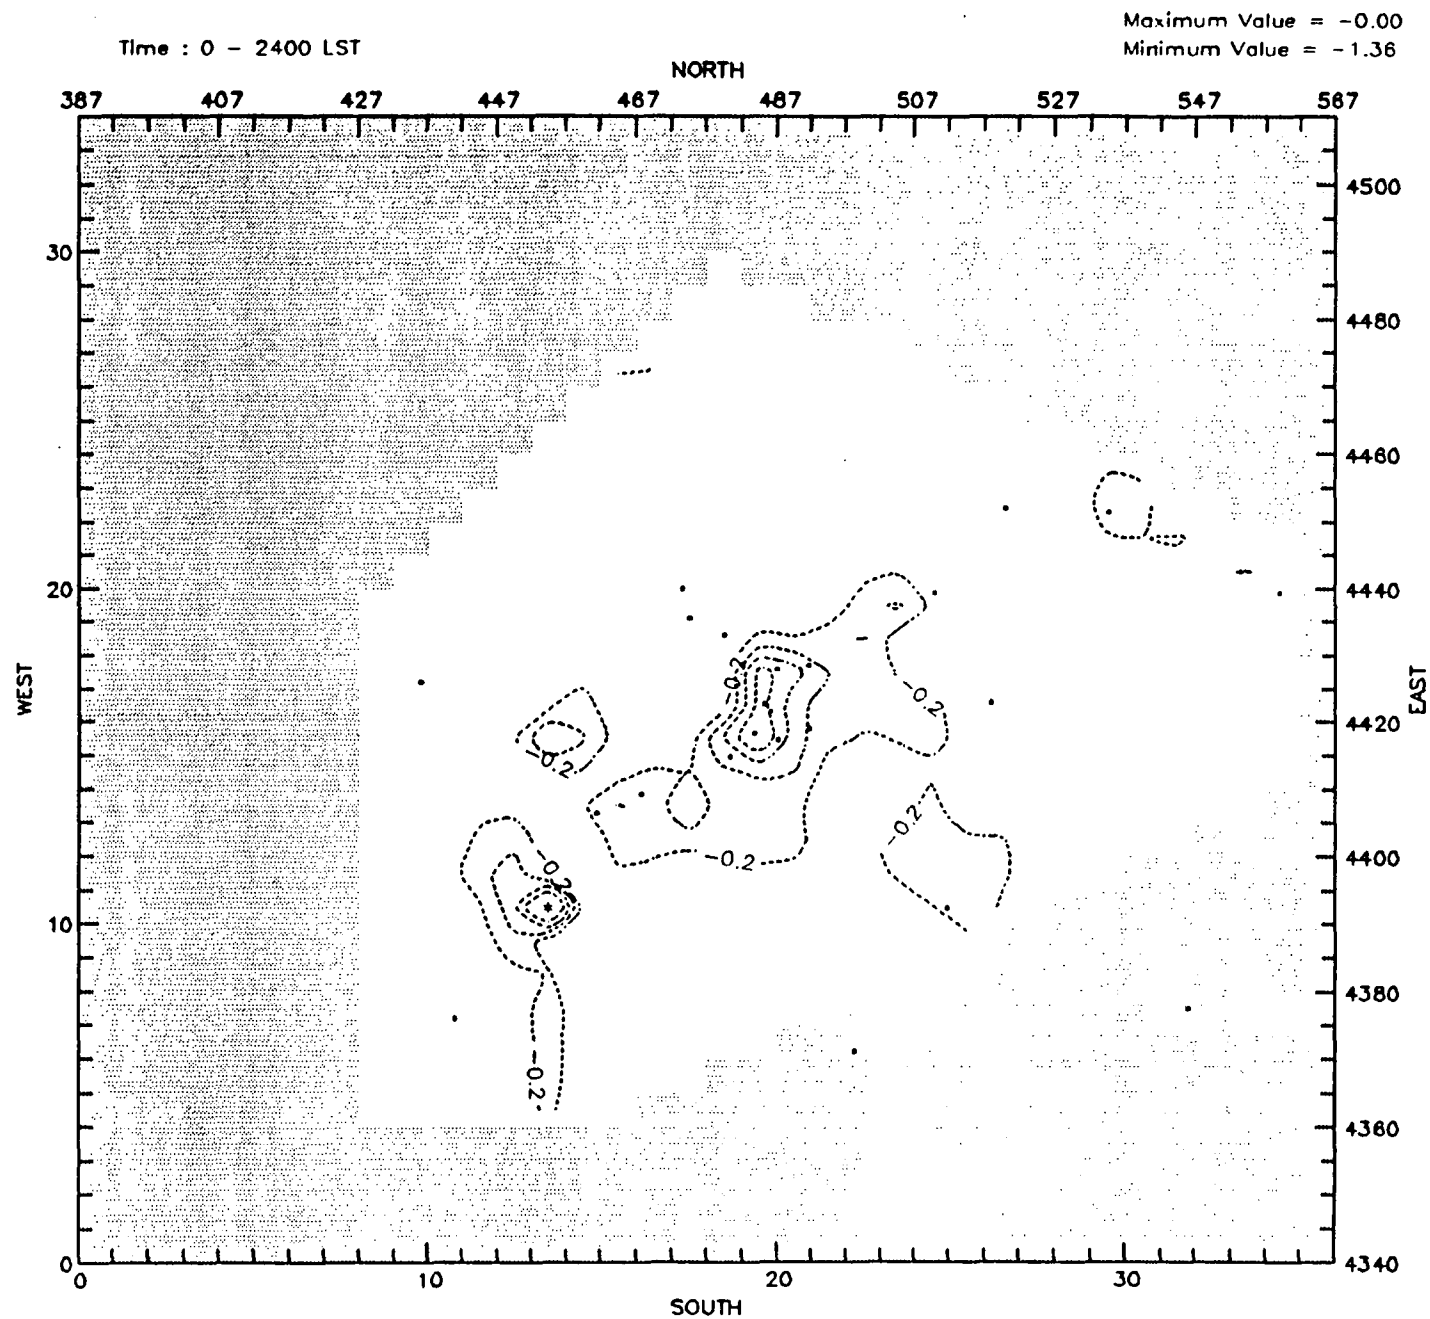 Maximum Value = -0.00
Time : 0 - 2400 LST
Minimum Value = -1.36
NORTH
387 407 427 447 467 487 507 527 547 567
4500
30
4480
4460
20 4440
WEST
EAST
-0.2
-0.2
4420
-0.2
-0.2
-0.2
4400
-0.2
10
4380
-0.2
4360
0 4340
0 10 20 30
SOUTH